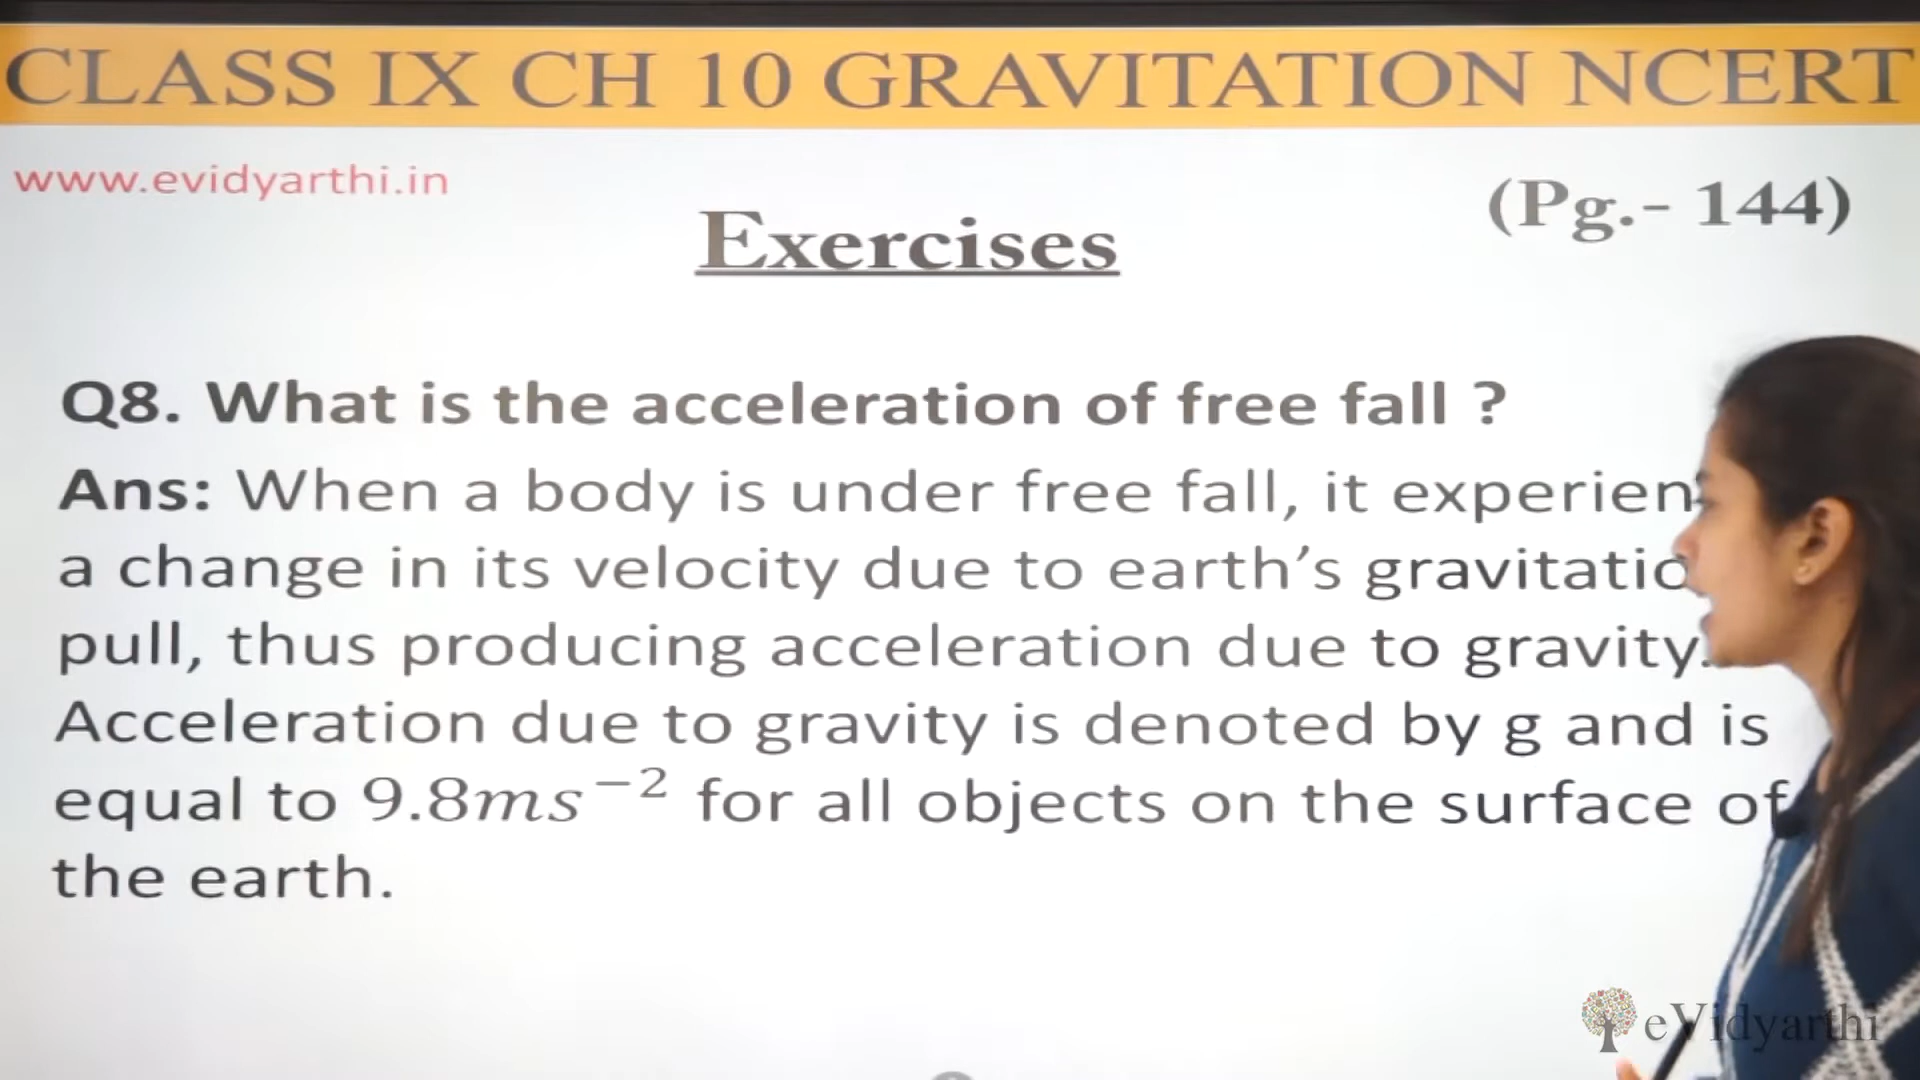 CLASS IX CH 10 GRAVITATION NCERT
www.evidyarthi.in
(Pg.- 144)
Exercises
Q8. What is the acceleration of free fall ?
Ans: When a body is under free fall, it
a change in its velocity due to earth’s
pull, thus producing acceleration due to gravity.
Acceleration due to gravity is denoted by g and is
equal to 9.8ms⁻² for all objects on the surface of
the earth.
eVidyarthi